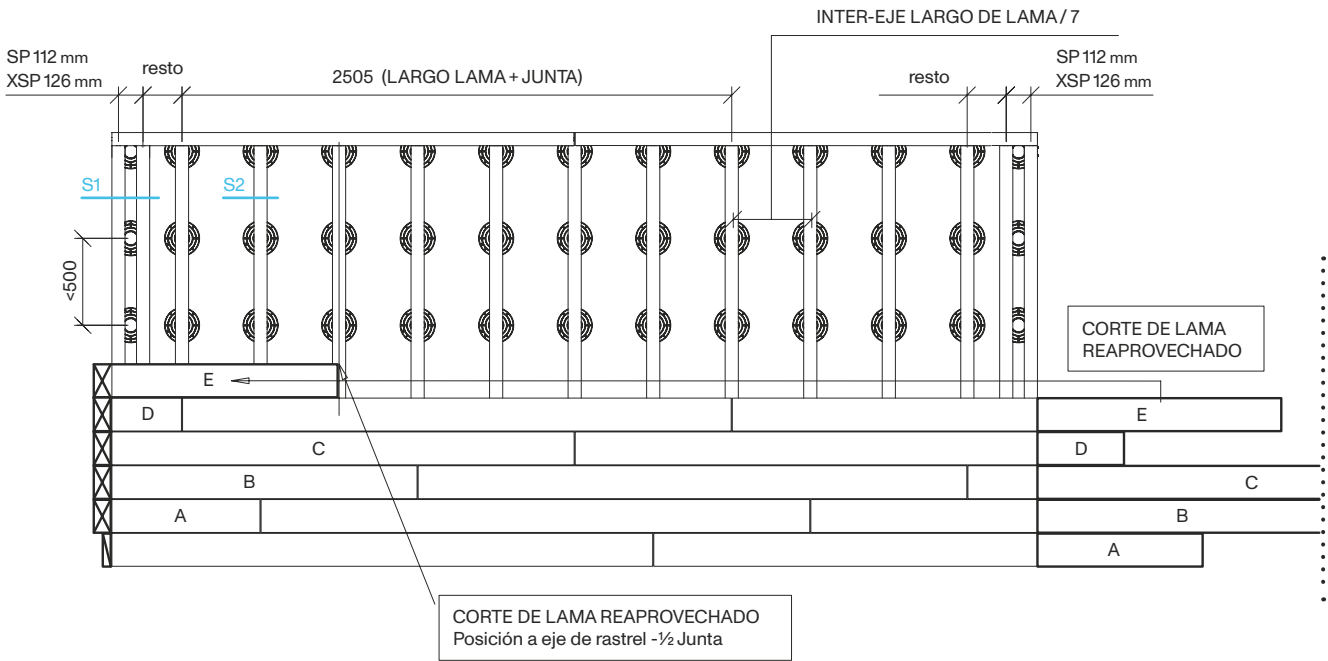 INTER-EJE LARGO DE LAMA / 7
SP 112 mm
XSP 126 mm
resto
2505 (LARGO LAMA + JUNTA)
resto
SP 112 mm
XSP 126 mm
S1
S2
<500
CORTE DE LAMA
REAPROVECHADO
E
D
E
C
D
B
C
A
B
A
CORTE DE LAMA REAPROVECHADO
Posición a eje de rastrel -½ Junta